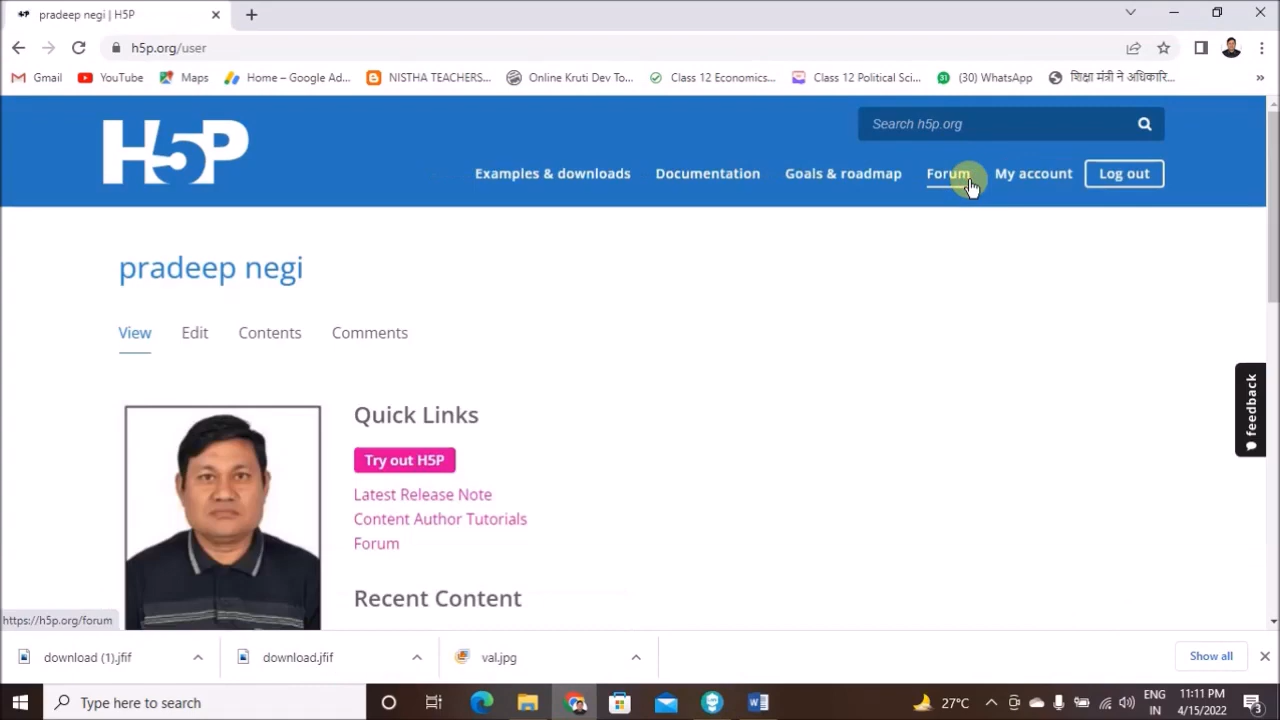 pradeep negi | H5P
h5p.org/user
Gmail YouTube Maps Home – Google Ad... NISTHA TEACHERS... Online Kruti Dev To... Class 12 Economics... Class 12 Political Sci... (30) WhatsApp शिक्षा मंत्री ने अधिकारि... »
H5P
Search h5p.org
Examples & downloads Documentation Goals & roadmap Forum My account Log out
pradeep negi
View Edit Contents Comments
Quick Links
Try out H5P
Latest Release Note
Content Author Tutorials
Forum
feedback
Recent Content
https://h5p.org/forum
download (1).jfif download.jfif val.jpg Show all
Type here to search 27°C ENG 11:11 PM
IN 4/15/2022 3